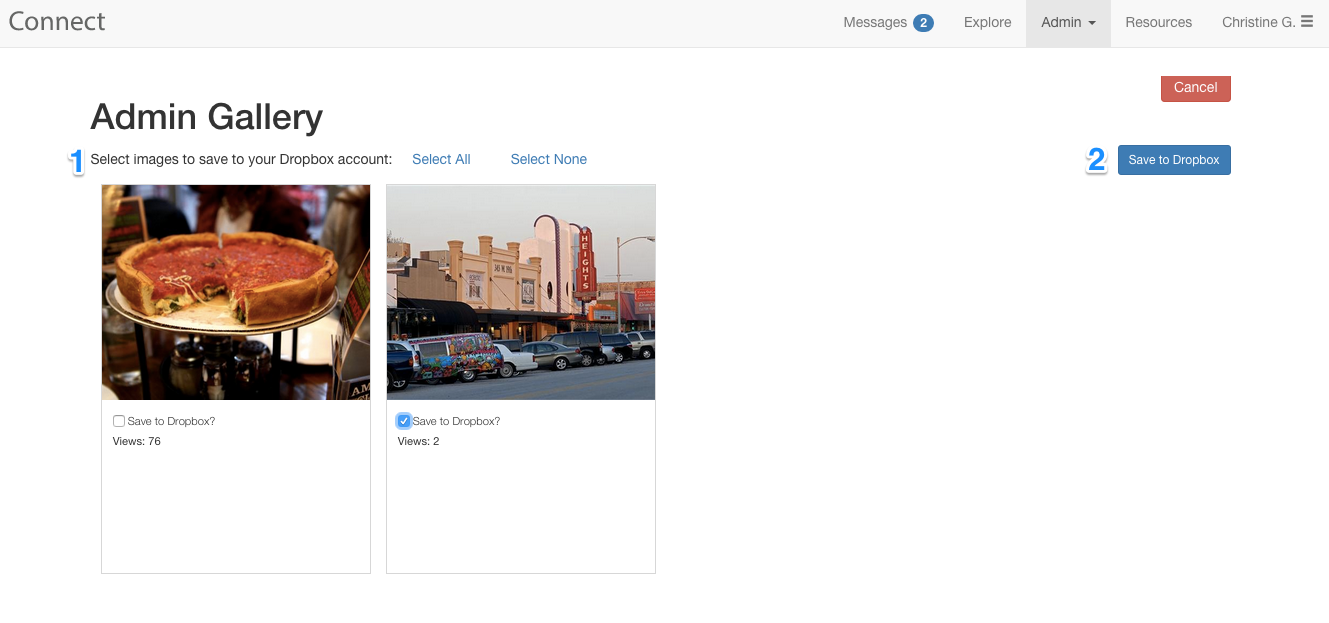 Connect
Messages 2
Explore
Admin
Resources
Christine G.
Cancel
Admin Gallery
1
Select images to save to your Dropbox account:
Select All
Select None
2
Save to Dropbox
AM
HEIGHTS
Save to Dropbox?
Views: 76
Save to Dropbox?
Views: 2